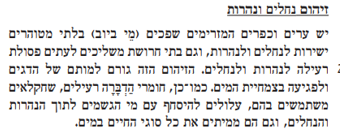 זיהום נחלים ונהרות
יש ערים וכפרים המזרימים שפכים (מֵי ביוב) בלתי מטוהרים
ישירות לנחלים ולנהרות, וגם בתי חרושת משליכים לעתים פסולת
רעילה לנהרות ולנחלים. הזיהום הזה גורם למותם של הדגים
ולפגיעה בצמחיית המים. כמו־כן, חומרי הַדְבָּרָה רעילים, שחקלאים
משתמשים בהם, עלולים להיסחף עם מי הגשמים לתוך הנהרות
והנחלים, וגם הם ממיתים את כל סוגי החיים במים.